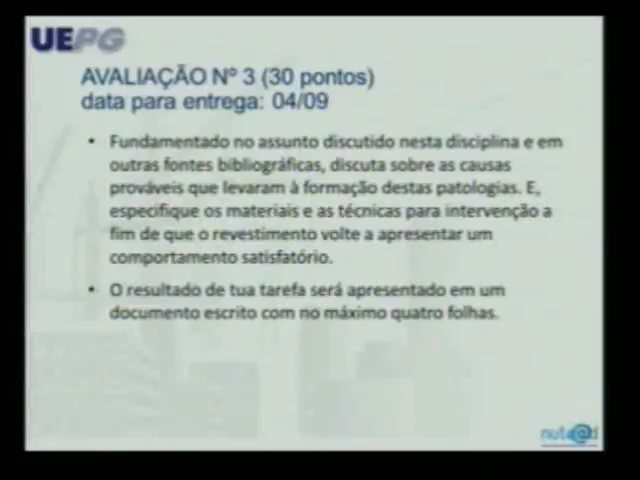 UEPG
AVALIAÇÃO Nº 3 (30 pontos)
data para entrega: 04/09
• Fundamentado no assunto discutido nesta disciplina e em
outras fontes bibliográficas, discuta sobre as causas
prováveis que levaram à formação destas patologias. E,
especifique os materiais e as técnicas para intervenção a
fim de que o revestimento volte a apresentar um
comportamento satisfatório.
• O resultado de tua tarefa será apresentado em um
documento escrito com no máximo quatro folhas.
nute@d